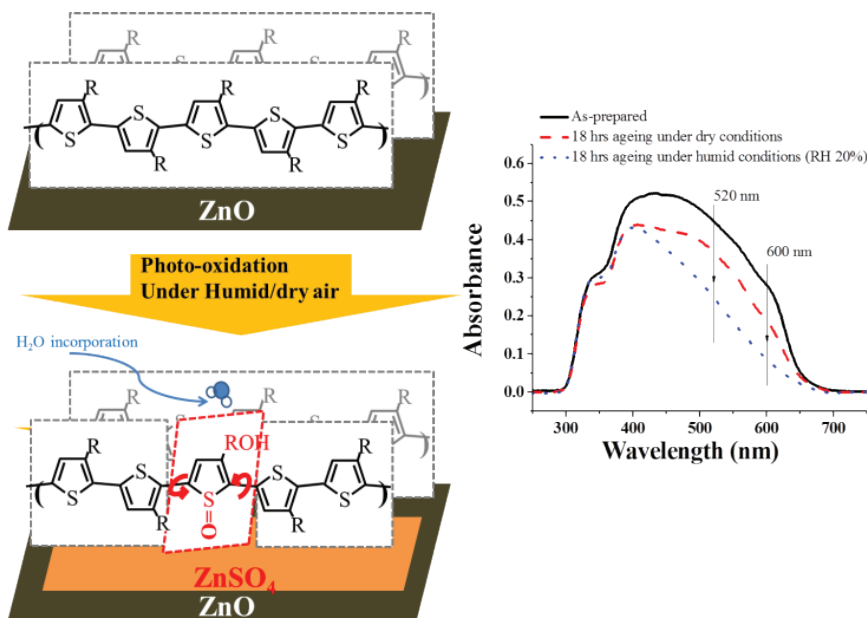 R
R
R
S
R
R
R
S
S
S
S
S
R
R
ZnO
Photo-oxidation
Under Humid/dry air
H₂O incorporation
R
R
R
S
R
ROH
R
S
S
S
S
S
R
O
R
ZnSO₄
ZnO
As-prepared
18 hrs ageing under dry conditions
18 hrs ageing under humid conditions (RH 20%)
520 nm
600 nm
0.6
0.5
0.4
0.3
0.2
0.1
0.0
Absorbance
300 400 500 600 700
Wavelength (nm)